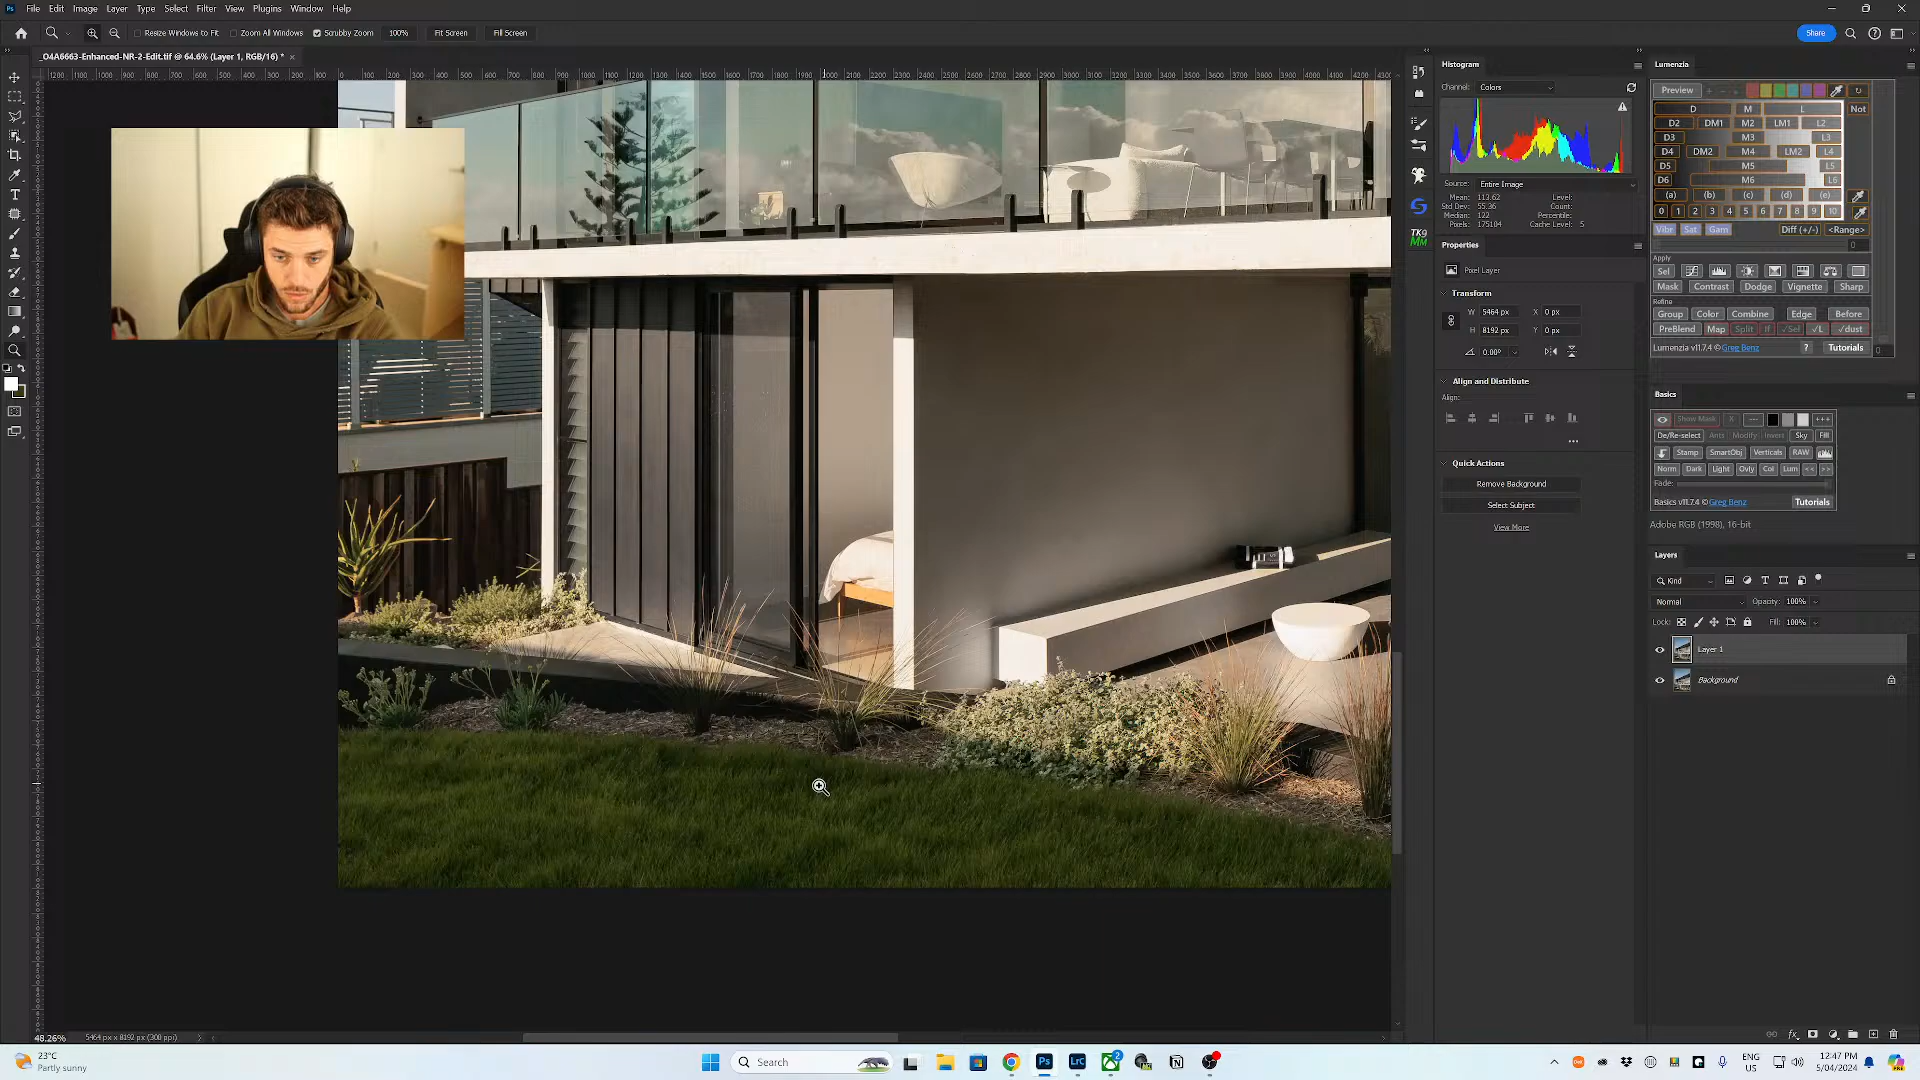 File Edit Image Layer Type Select Filter View Plugins Window Help
Resize Windows to Fit Zoom All Windows Scrubby Zoom 100% Fit Screen Fill Screen
Share
_O4A6663-Enhanced-NR-2-Edit.tif @ 64.6% (Layer 1, RGB/16) *
Histogram
Channel: Colors
Source: Entire Image
Mean: 113.62 Level:
Std Dev: 55.36 Count:
Median: 122 Percentile:
Pixels: 175104 Cache Level: 5
Properties
Pixel Layer
Transform
W 5464 px X 0 px
H 8192 px Y 0 px
0.00°
Align and Distribute
Align:
Quick Actions
Remove Background
Select Subject
View More
TK9
MM
Lumenzia
Preview
D M L Not
D2 DM1 M2 LM1 L2
D3 M3 L3
D4 DM2 M4 LM2 L4
D5 M5 L5
D6 M6 L6
(a) (b) (c) (d) (e)
0 1 2 3 4 5 6 7 8 9 10
Vibr Sat Gam Diff (+/-) <Range>
0
Apply
Sel
Mask Contrast Dodge Vignette Sharp
Refine
Group Color Combine Edge Before
PreBlend Map Split If √Sel √L √dust
Lumenzia v11.7.4 © Greg Benz ? Tutorials
Basics
Show Mask X
De/Re-select Ants Modify Invert Sky Fill
Stamp SmartObj Verticals RAW
Norm Dark Light Ovly Col Lum << >>
Fade:
Basics v11.7.4 © Greg Benz Tutorials
Adobe RGB (1998), 16-bit
Layers
Kind
Normal Opacity: 100%
Lock: Fill: 100%
Layer 1
Background
48.26% 5464 px x 8192 px (300 ppi)
23°C
Partly sunny
Search
Ps LrC 2
ENG
US
12:47 PM
5/04/2024